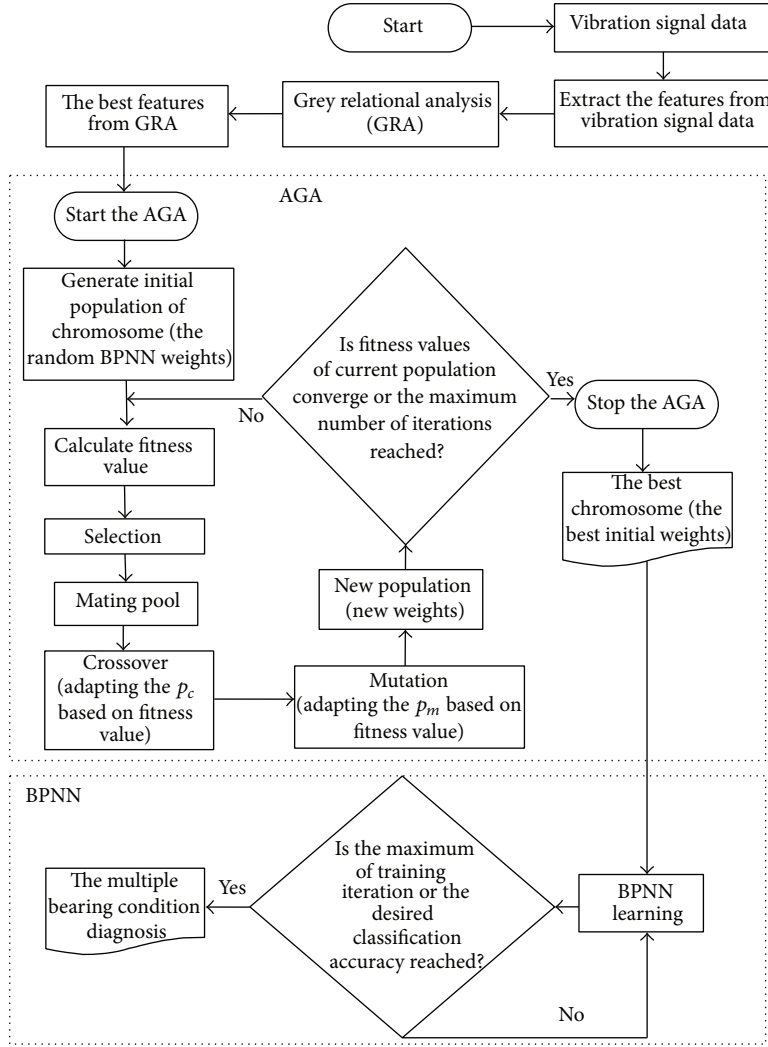 Start
Vibration signal data
Extract the features from
vibration signal data
Grey relational analysis
(GRA)
The best features
from GRA
AGA
Start the AGA
Generate initial
population of
chromosome (the
random BPNN weights)
Calculate fitness
value
Selection
Mating pool
Crossover
(adapting the p_c
based on fitness
value)
Mutation
(adapting the p_m based on
fitness value)
New population
(new weights)
Is fitness values
of current population
converge or the maximum
number of iterations
reached?
No
Yes
Stop the AGA
The best
chromosome (the
best initial weights)
BPNN
BPNN
learning
Is the maximum
of training
iteration or the
desired
classification
accuracy reached?
No
Yes
The multiple
bearing condition
diagnosis